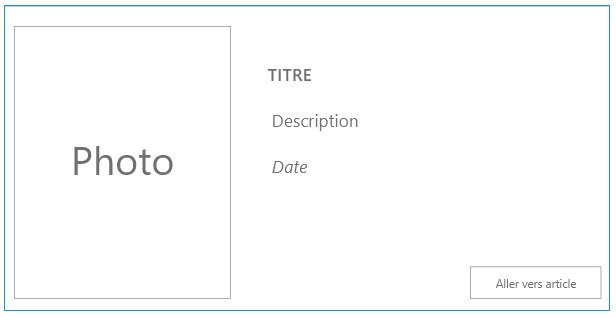 Photo
TITRE
Description
Date
Aller vers article